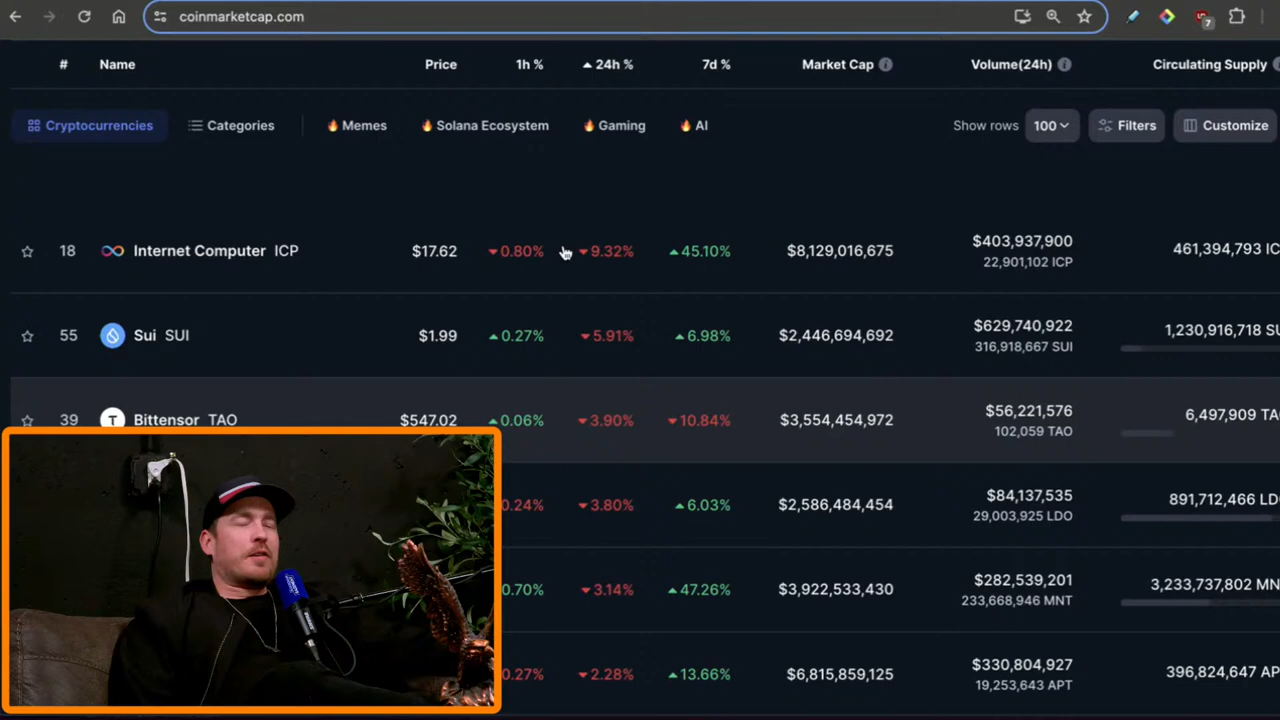 coinmarketcap.com
7
# Name Price 1h % 24h % 7d % Market Cap Volume(24h) Circulating Supply
Cryptocurrencies Categories Memes Solana Ecosystem Gaming AI Show rows 100 Filters Customize
18 Internet Computer ICP $17.62 0.80% 9.32% 45.10% $8,129,016,675 $403,937,900 461,394,793 IC
22,901,102 ICP
55 Sui SUI $1.99 0.27% 5.91% 6.98% $2,446,694,692 $629,740,922 1,230,916,718 SU
316,918,667 SUI
39 T Bittensor TAO $547.02 0.06% 3.90% 10.84% $3,554,454,972 $56,221,576 6,497,909 TA
102,059 TAO
0.24% 3.80% 6.03% $2,586,484,454 $84,137,535 891,712,466 LD
29,003,925 LDO
0.70% 3.14% 47.26% $3,922,533,430 $282,539,201 3,233,737,802 MN
233,668,946 MNT
0.27% 2.28% 13.66% $6,815,859,125 $330,804,927 396,824,647 AP
19,253,643 APT